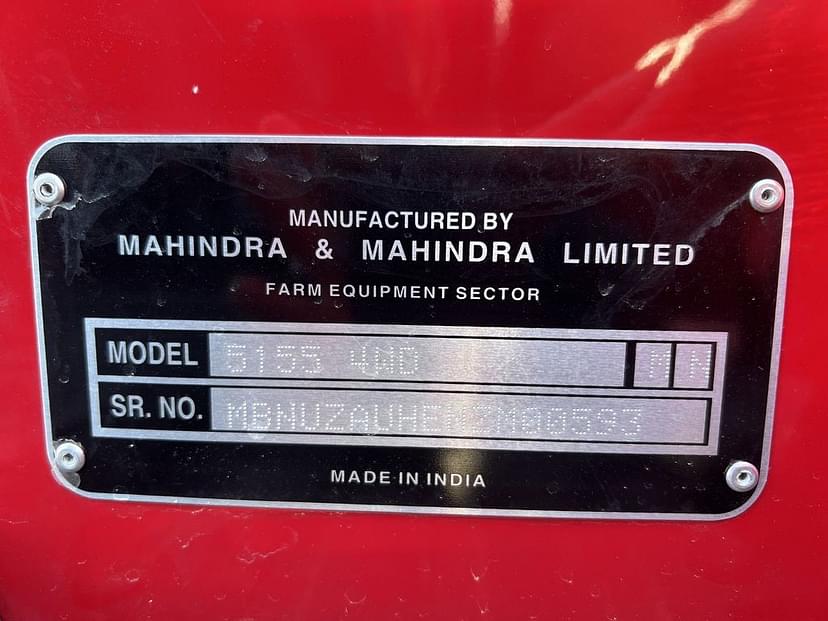 MANUFACTURED BY
MAHINDRA & MAHINDRA LIMITED
FARM EQUIPMENT SECTOR
MODEL 5155 4WD M N
SR. NO.
MADE IN INDIA